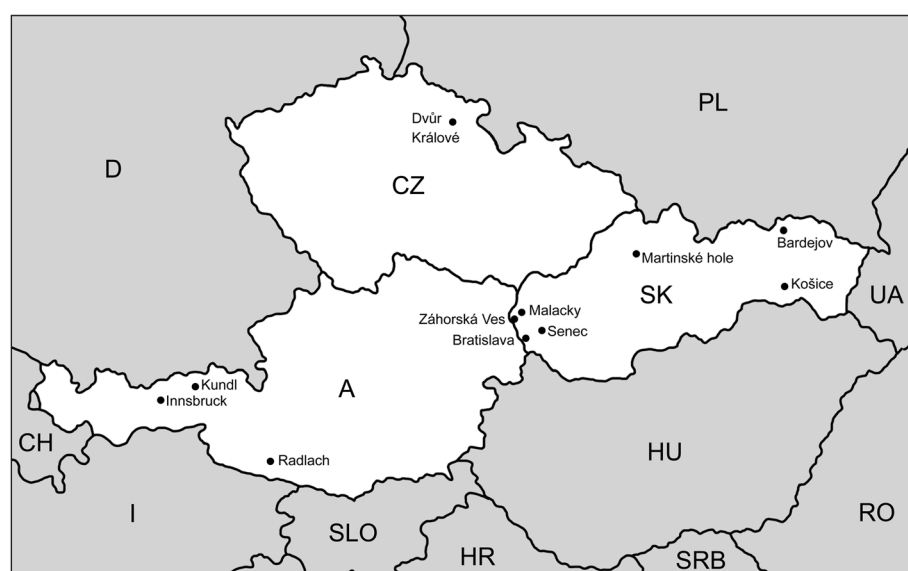 PL
Dvůr
Králové
D
CZ
Bardejov
Martinské hole
Košice
SK
UA
Malacky
Záhorská Ves
Senec
Bratislava
Kundl
A
Innsbruck
CH
HU
Radlach
I
RO
SLO
HR
SRB